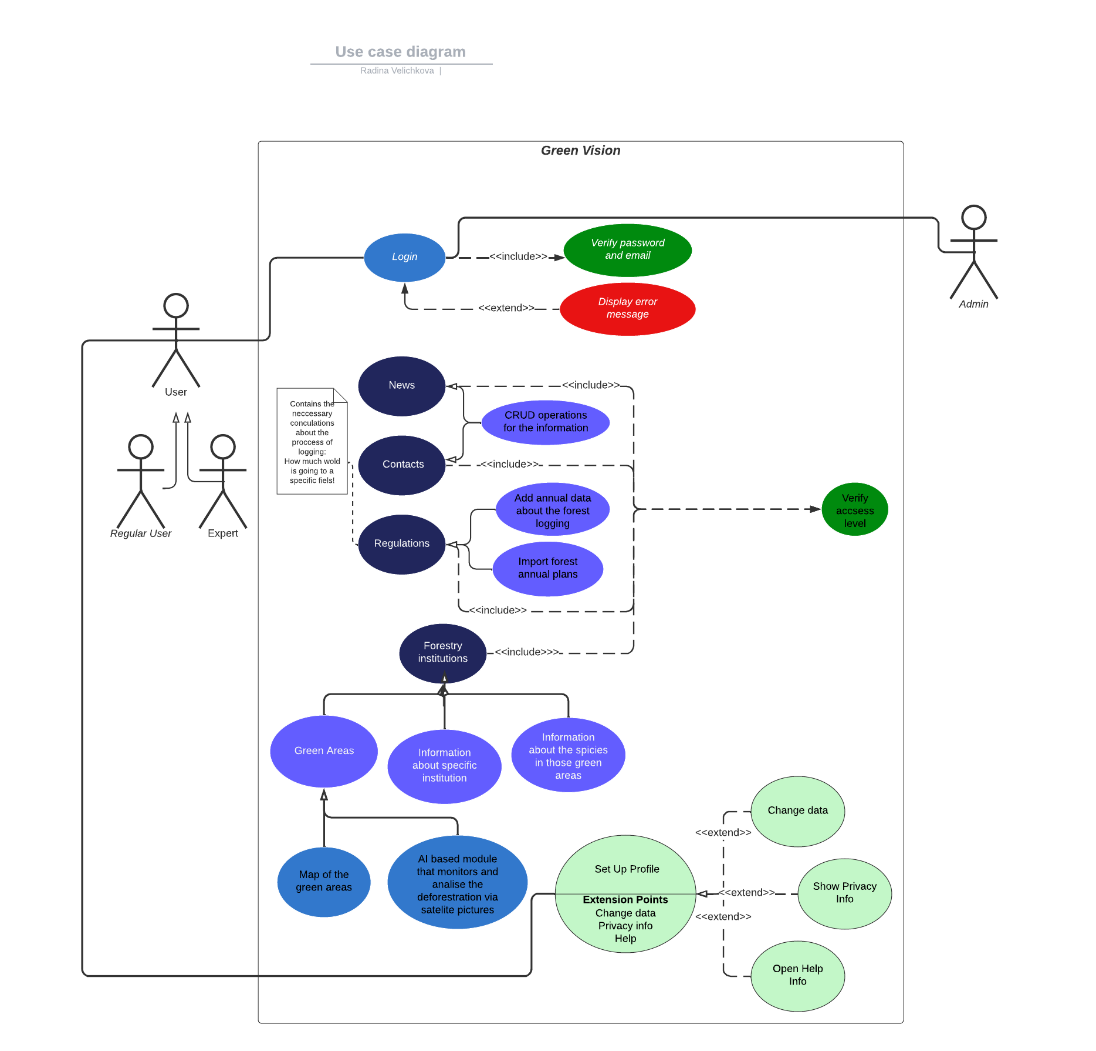 Use case diagram
Radina Velichkova |
Green Vision
Login
<<include>>
Verify password
and email
<<extend>>
Display error
message
Admin
User
Regular User
Expert
News
<<include>>
Contains the
neccessary
conculations
about the
proccess of
logging:
How much wold
is going to a
specific fiels!
CRUD operations
for the information
Contacts
<<include>>
Add annual data
about the forest
logging
Verify
accsess
level
Regulations
Import forest
annual plans
<<include>>
Forestry
institutions
<<include>>>
Green Areas
Information
about specific
institution
Information
about the spicies
in those green
areas
Map of the
green areas
AI based module
that monitors and
analise the
deforestration via
satelite pictures
Set Up Profile
Extension Points
Change data
Privacy info
Help
<<extend>>
Change data
<<extend>>
Show Privacy
Info
<<extend>>
Open Help
Info